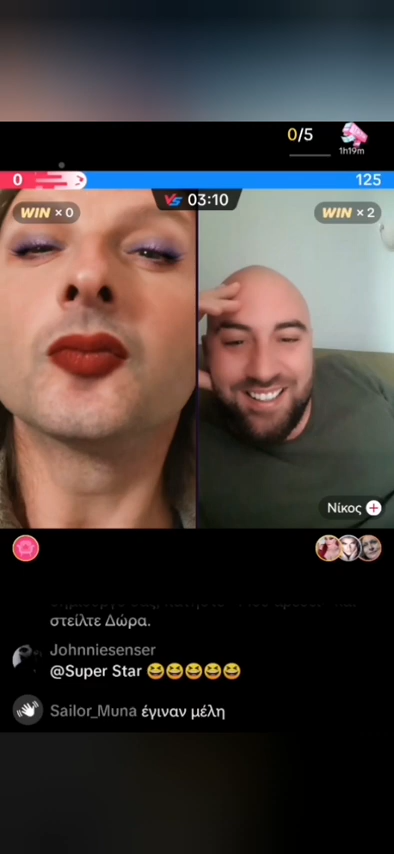 0/5
1h19m
0
125
VS 03:10
WIN × 0
WIN × 2
Νίκος
στείλτε Δώρα.
Johnniesenser
@Super Star 😆😆😆😆😆
Sailor_Muna έγιναν μέλη